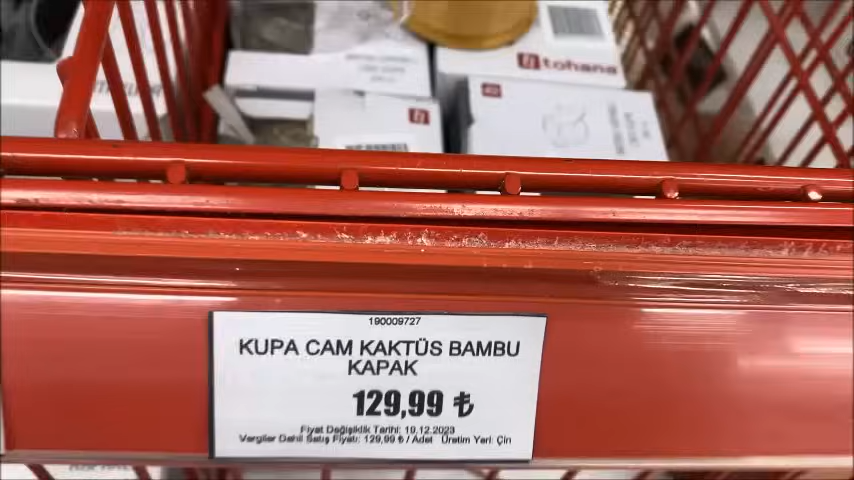 tohana
190009727
KUPA CAM KAKTÜS BAMBU
KAPAK
129,99 ₺
Fiyat Değişiklik Tarihi: 19.12.2023
Vergiler Dahil Satış Fiyatı: 129,99 ₺ / Adet Üretim Yeri: Çin